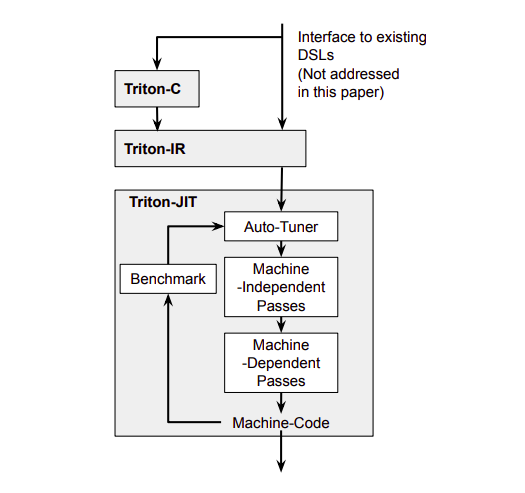 Interface to existing
DSLs
(Not addressed
in this paper)
Triton-C
Triton-IR
Triton-JIT
Auto-Tuner
Benchmark
Machine
-Independent
Passes
Machine
-Dependent
Passes
Machine-Code